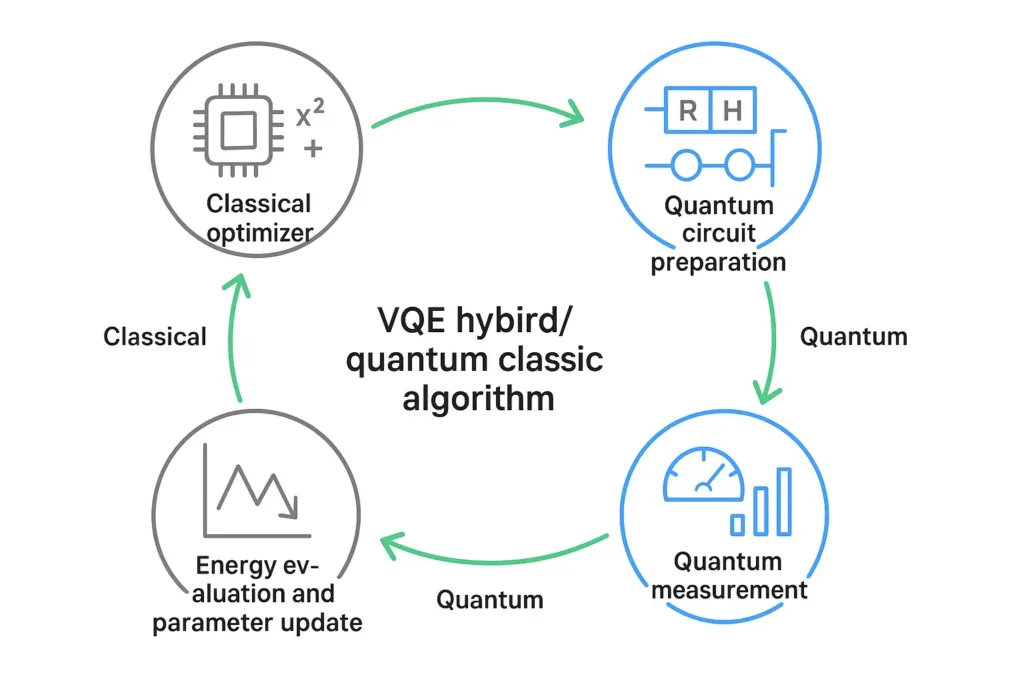 x²
+
Classical
optimizer
R H
Quantum
circuit
preparation
Classical
VQE hybird/
quantum classic
algorithm
Quantum
Energy ev-
aluation and
parameter update
Quantum
Quantum
measurement